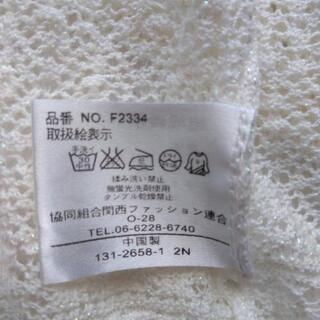 品番 NO. F2334
取扱絵表示
手洗イ
30
中
揉み洗い禁止
無蛍光洗剤使用
タンブル乾燥禁止
協同組合関西ファッション連合
O-28
TEL.06-6228-6740
中国製
131-2658-1 2N